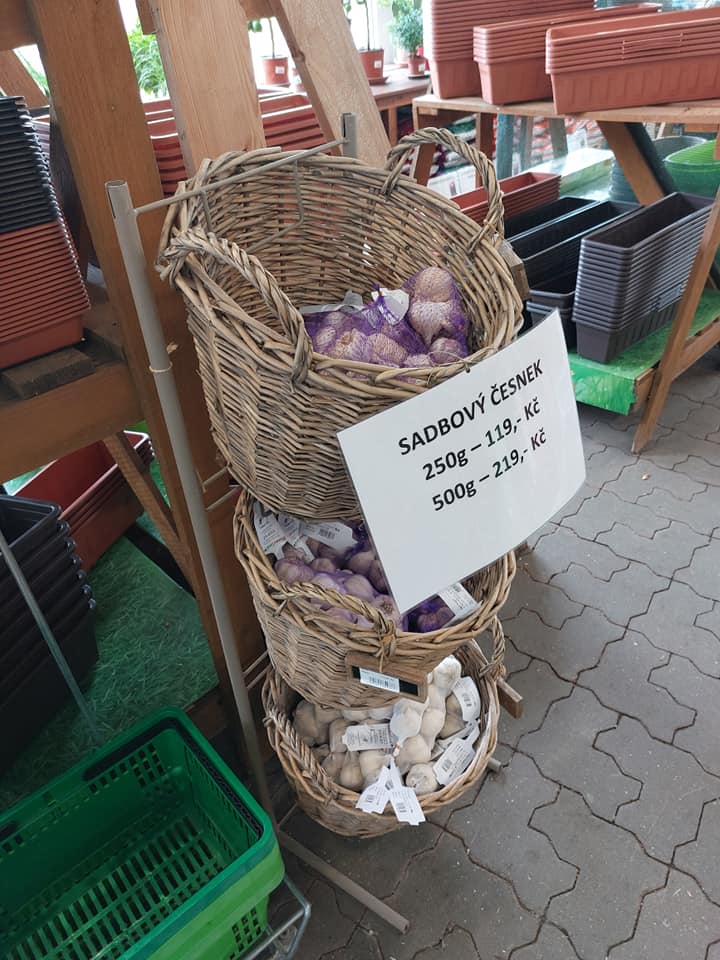 SADBOVÝ ČESNEK
250g – 119,- Kč
500g – 219,- Kč